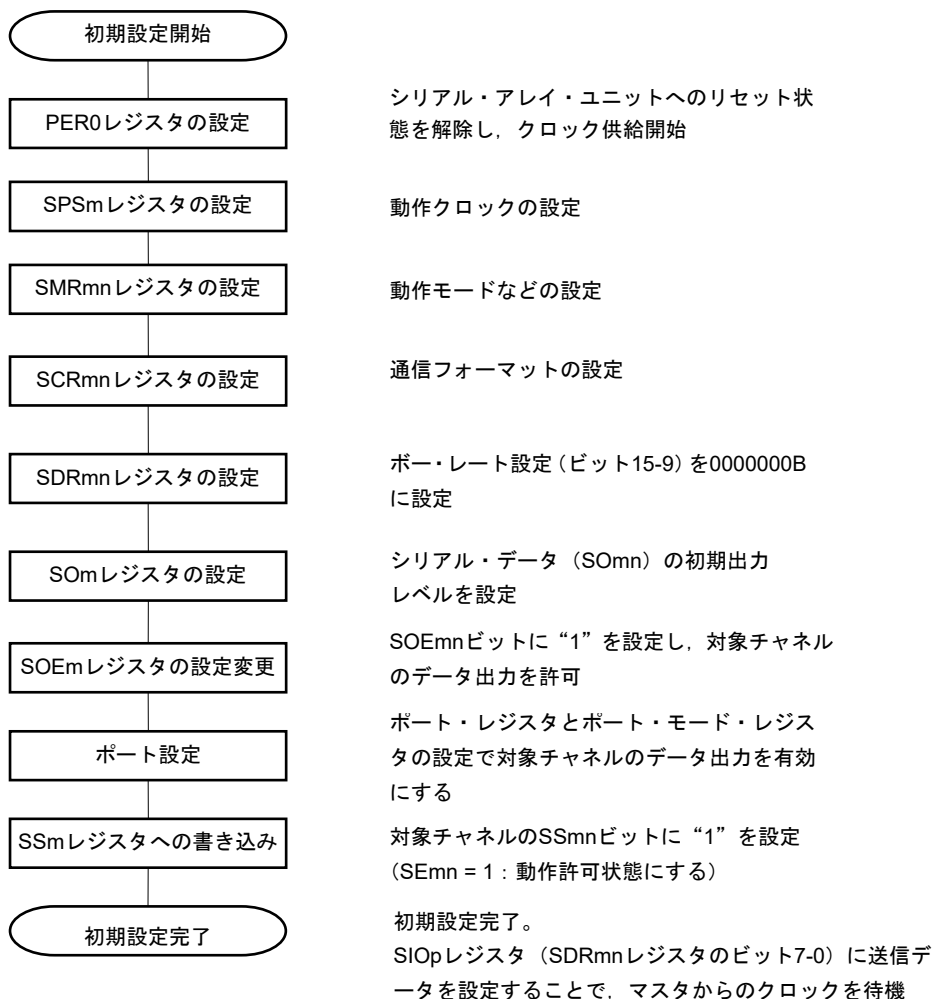 初期設定開始
PER0レジスタの設定
シリアル・アレイ・ユニットへのリセット状
態を解除し，クロック供給開始
SPSmレジスタの設定
動作クロックの設定
SMRmnレジスタの設定
動作モードなどの設定
SCRmnレジスタの設定
通信フォーマットの設定
SDRmnレジスタの設定
ボー・レート設定（ビット15-9）を0000000B
に設定
SOmレジスタの設定
シリアル・データ（SOmn）の初期出力
レベルを設定
SOEmレジスタの設定変更
SOEmnビットに“1”を設定し，対象チャネル
のデータ出力を許可
ポート設定
ポート・レジスタとポート・モード・レジス
タの設定で対象チャネルのデータ出力を有効
にする
SSmレジスタへの書き込み
対象チャネルのSSmnビットに“1”を設定
（SEmn = 1：動作許可状態にする）
初期設定完了
初期設定完了。
SIOpレジスタ（SDRmnレジスタのビット7-0）に送信デ
ータを設定することで，マスタからのクロックを待機